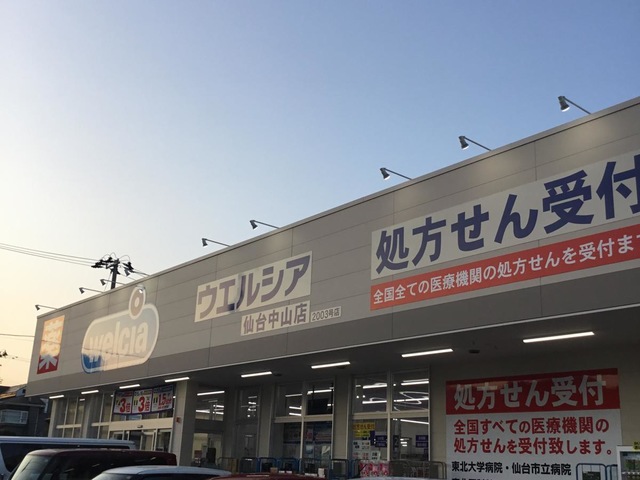 薬
welcia
ウエルシア
仙台中山店 2003号店
処方せん受付
全国全ての医療機関の処方せんを受付ま
処方せん受付
全国すべての医療機関の
処方せんを受付致します。
東北大学病院・仙台市立病院